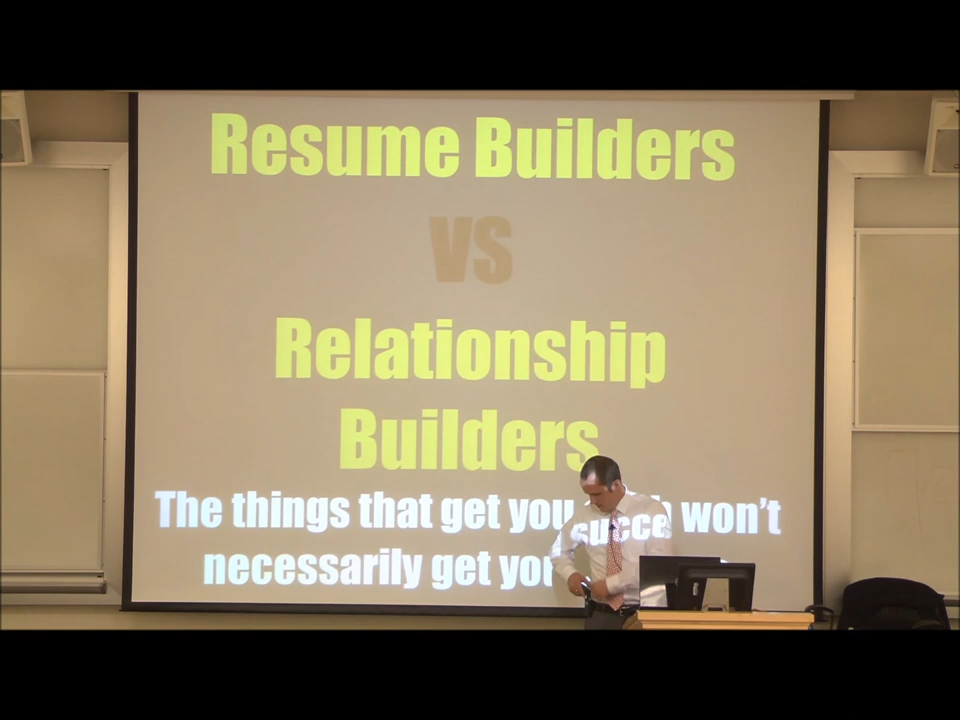 Resume Builders
VS
Relationship
Builders
The things that get you won't
necessarily get you